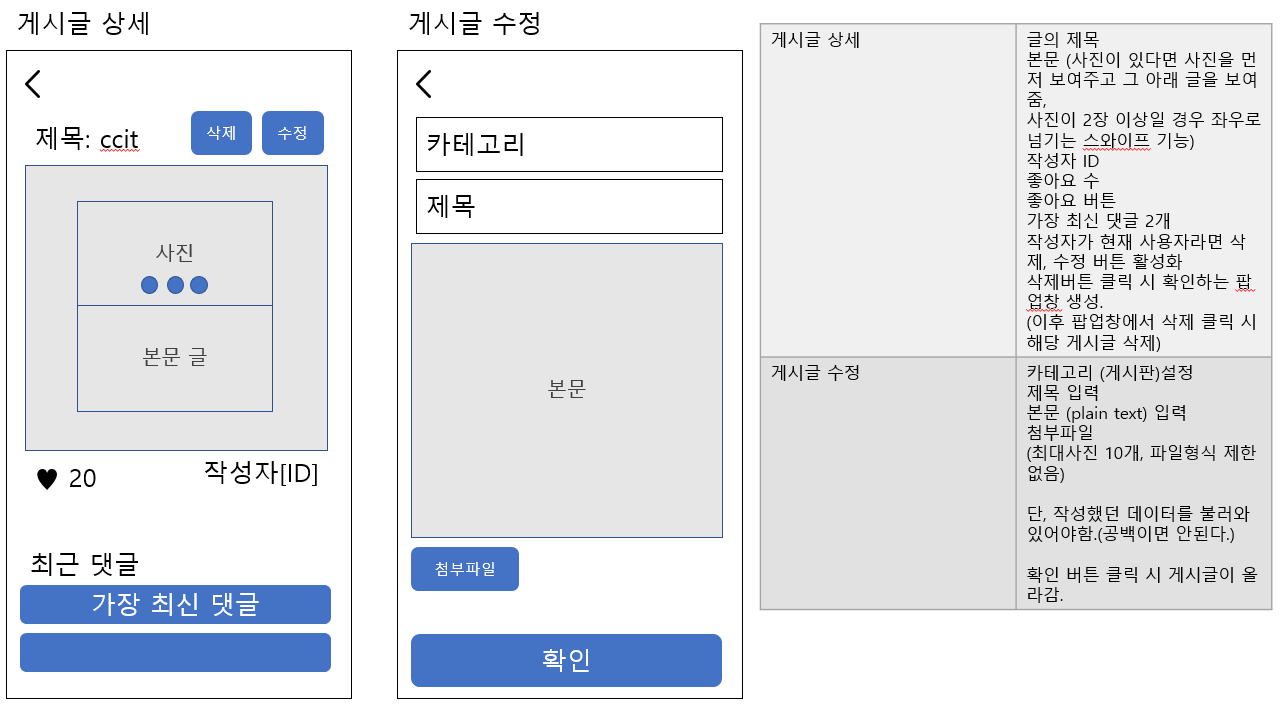 게시글 상세
제목: ccit
삭제
수정
사진
본문 글
20
작성자[ID]
최근 댓글
가장 최신 댓글
게시글 수정
카테고리
제목
본문
첨부파일
확인
게시글 상세
글의 제목
본문 (사진이 있다면 사진을 먼
저 보여주고 그 아래 글을 보여
줌,
사진이 2장 이상일 경우 좌우로
넘기는 스와이프 기능)
작성자 ID
좋아요 수
좋아요 버튼
가장 최신 댓글 2개
작성자가 현재 사용자라면 삭
제, 수정 버튼 활성화
삭제버튼 클릭 시 확인하는 팝
업창 생성.
(이후 팝업창에서 삭제 클릭 시
해당 게시글 삭제)
게시글 수정
카테고리 (게시판)설정
제목 입력
본문 (plain text) 입력
첨부파일
(최대사진 10개, 파일형식 제한
없음)
단, 작성했던 데이터를 불러와
있어야함.(공백이면 안된다.)
확인 버튼 클릭 시 게시글이 올
라감.